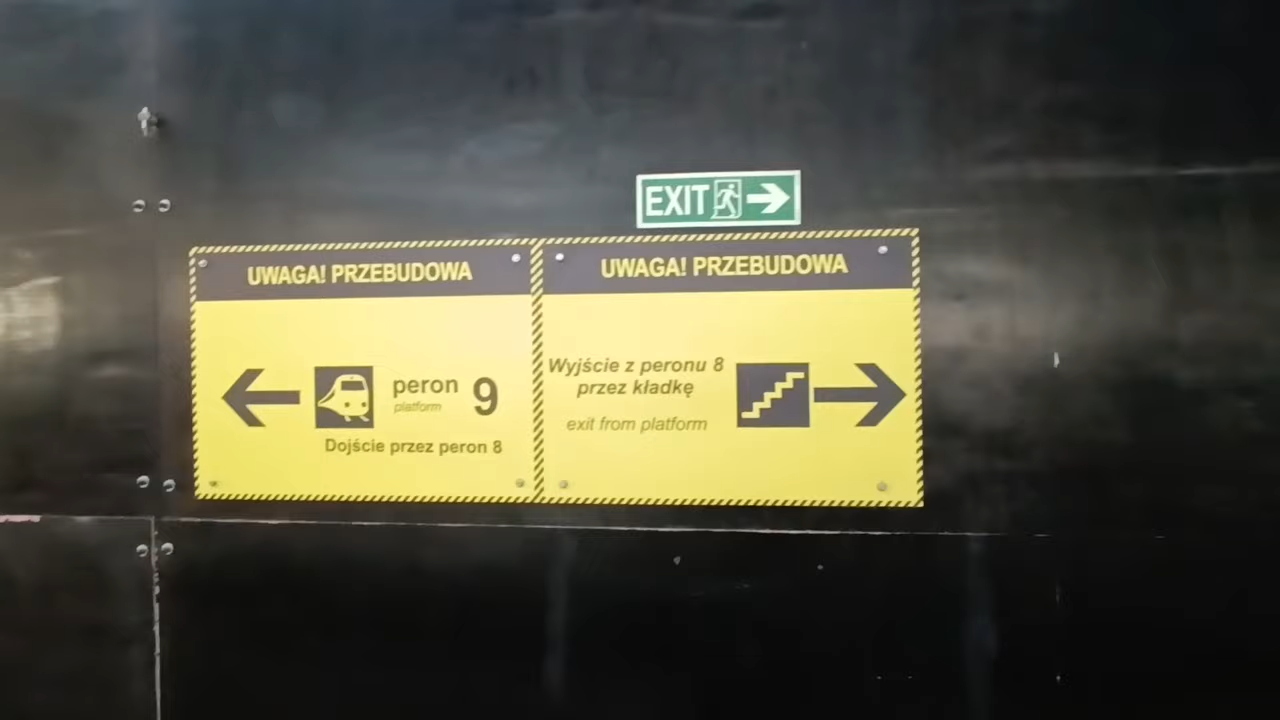 EXIT
UWAGA! PRZEBUDOWA
peron 9
platform
Dojście przez peron 8
UWAGA! PRZEBUDOWA
Wyjście z peronu 8
przez kładkę
exit from platform